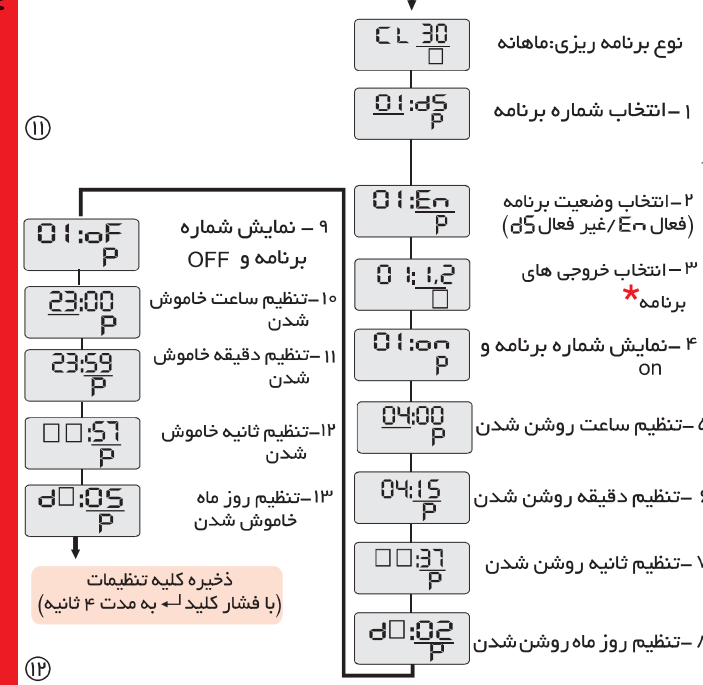 CL 30
نوع برنامه ریزی:ماهانه
01:dS
P
۱-انتخاب شماره برنامه
۱۱
01:En
P
۲-انتخاب وضعیت برنامه
(فعال En/غیر فعال dS)
01:1,2
۳-انتخاب خروجی های
برنامه*
01:on
P
۴-نمایش شماره برنامه و
on
04:00
P
۵-تنظیم ساعت روشن شدن
04:15
P
۶-تنظیم دقیقه روشن شدن
□□:37
P
۷-تنظیم ثانیه روشن شدن
d□:02
P
۸-تنظیم روز ماه روشن شدن
01:oF
P
۹- نمایش شماره
برنامه و OFF
23:00
P
۱۰-تنظیم ساعت خاموش
شدن
23:59
P
۱۱-تنظیم دقیقه خاموش
شدن
□□:57
P
۱۲-تنظیم ثانیه خاموش
شدن
d□:05
P
۱۳-تنظیم روز ماه
خاموش شدن
ذخیره کلیه تنظیمات
(با فشار کلید ↵ به مدت ۴ ثانیه)
۱۲